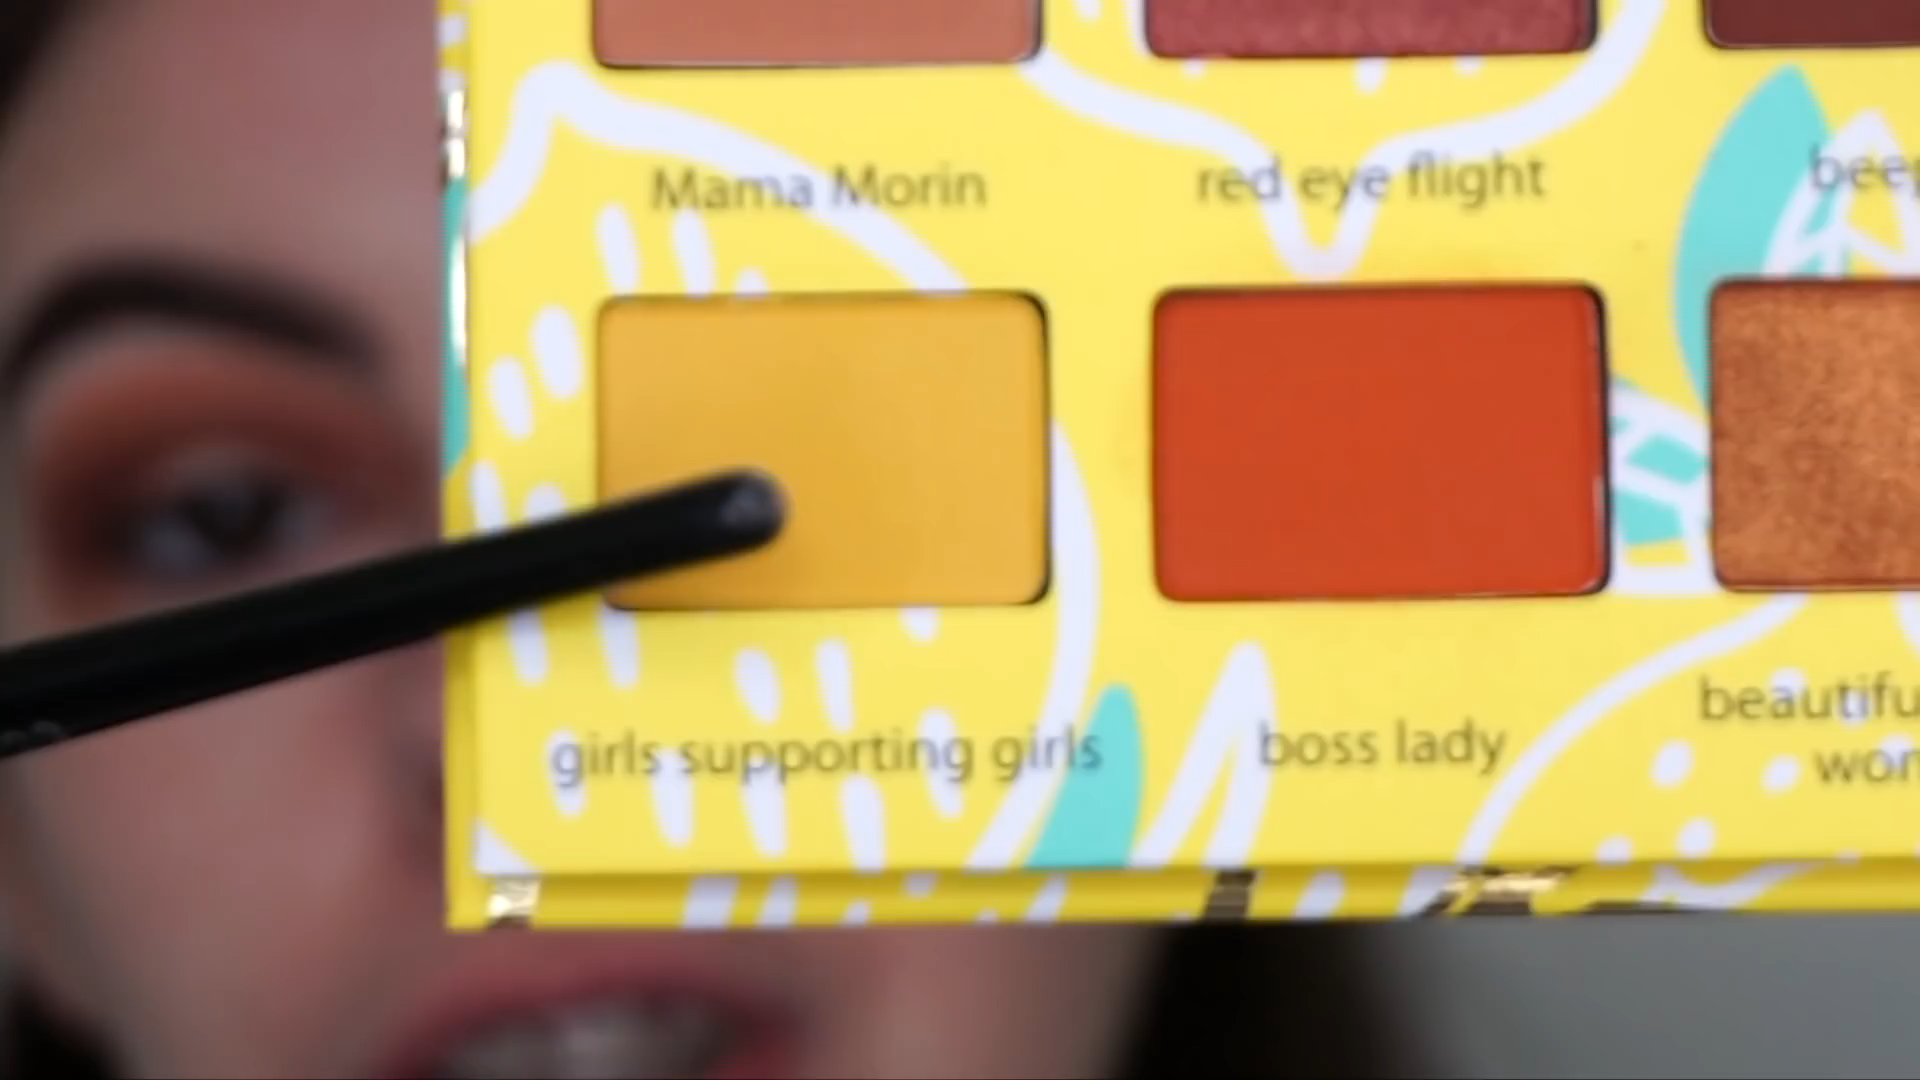 Mama Morin
red eye flight
girls supporting girls
boss lady